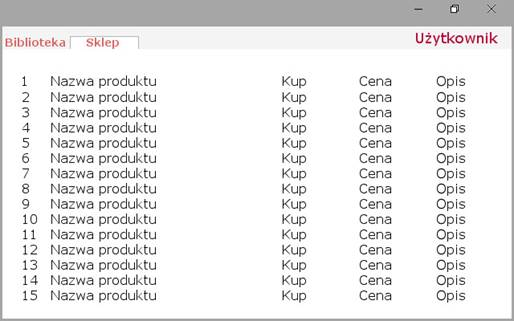 Biblioteka Sklep Użytkownik
1 Nazwa produktu Kup Cena Opis
2 Nazwa produktu Kup Cena Opis
3 Nazwa produktu Kup Cena Opis
4 Nazwa produktu Kup Cena Opis
5 Nazwa produktu Kup Cena Opis
6 Nazwa produktu Kup Cena Opis
7 Nazwa produktu Kup Cena Opis
8 Nazwa produktu Kup Cena Opis
9 Nazwa produktu Kup Cena Opis
10 Nazwa produktu Kup Cena Opis
11 Nazwa produktu Kup Cena Opis
12 Nazwa produktu Kup Cena Opis
13 Nazwa produktu Kup Cena Opis
14 Nazwa produktu Kup Cena Opis
15 Nazwa produktu Kup Cena Opis